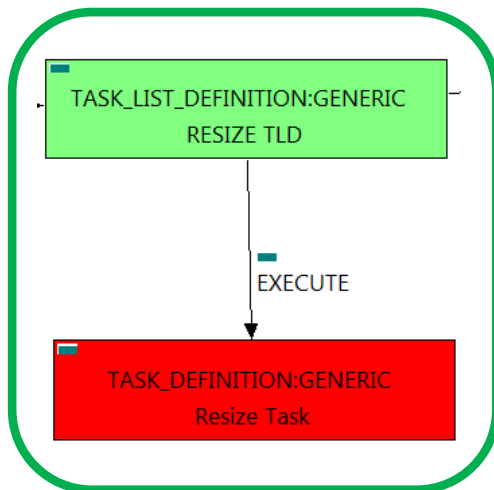 TASK_LIST_DEFINITION:GENERIC
RESIZE TLD
EXECUTE
TASK_DEFINITION:GENERIC
Resize Task